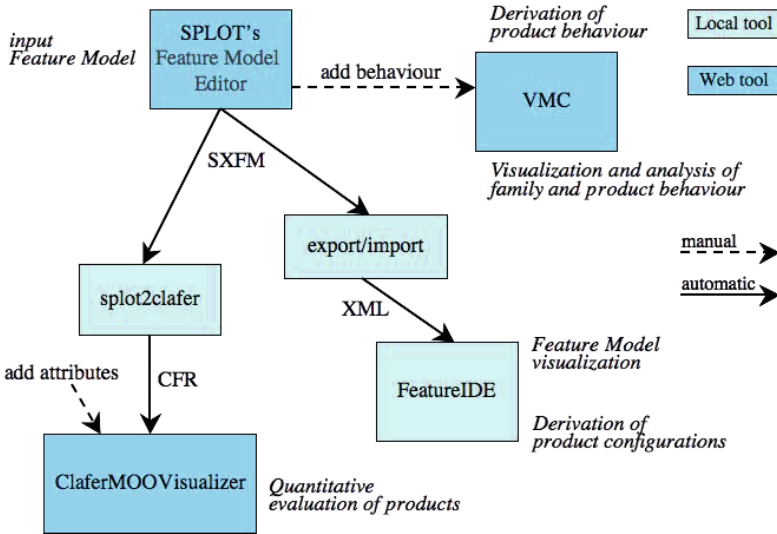 input
Feature Model
SPLOT's
Feature Model
Editor
add behaviour
Derivation of
product behaviour
VMC
Visualization and analysis of
family and product behaviour
Local tool
Web tool
SXFM
export/import
manual
automatic
splot2clafer
XML
Feature Model
visualization
FeatureIDE
Derivation of
product configurations
add attributes
CFR
ClaferMOOVisualizer
Quantitative
evaluation of products